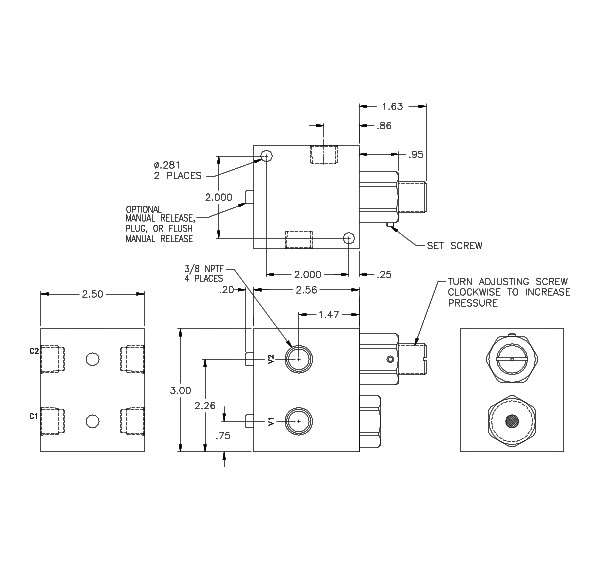 1.63
.86
.95
Ø.281
2 PLACES
2.000
OPTIONAL
MANUAL RELEASE,
PLUG, OR FLUSH
MANUAL RELEASE
SET SCREW
3/8 NPTF
4 PLACES
2.000
.25
.20
2.56
TURN ADJUSTING SCREW
CLOCKWISE TO INCREASE
PRESSURE
2.50
1.47
C2
V2
3.00
2.26
C1
V1
.75